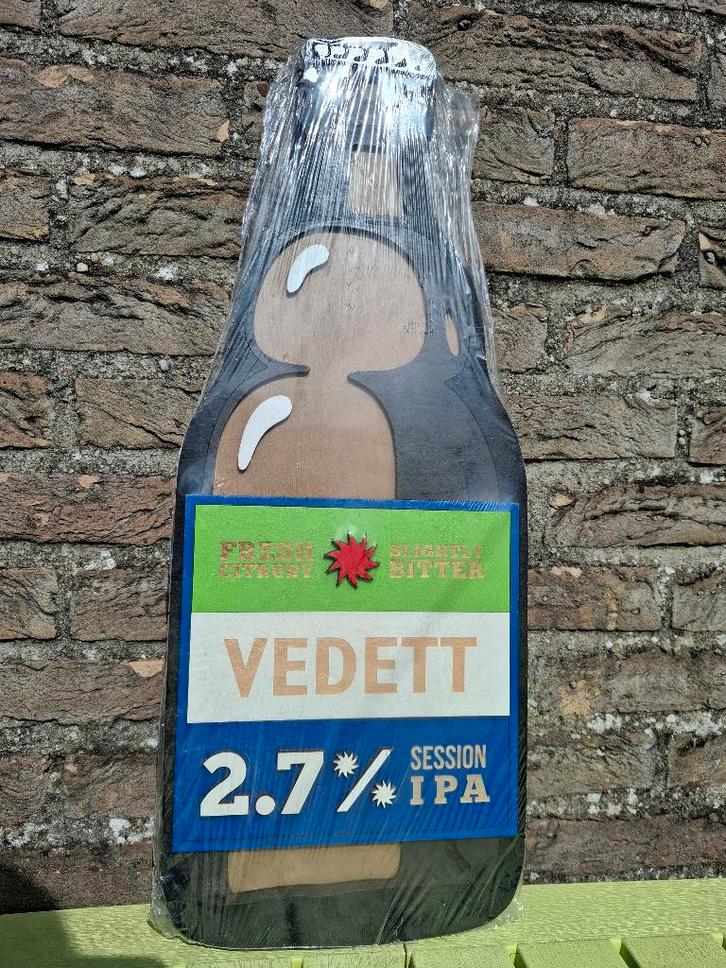 FRESH SLIGHTLY
CITRUSY BITTER
VEDETT
2.7% SESSION
IPA